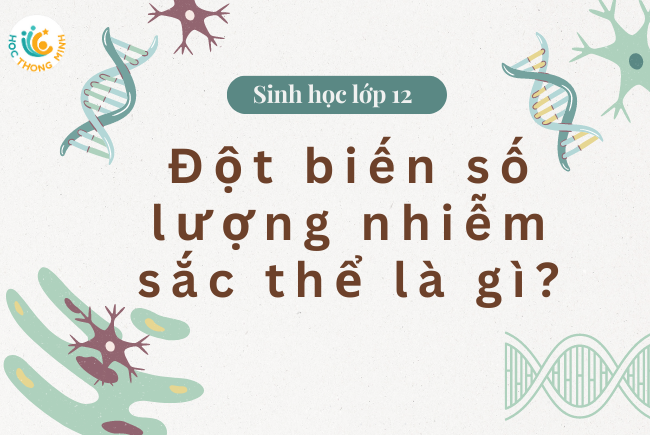 HỌC THÔNG MINH
Sinh học lớp 12
Đột biến số
lượng nhiễm
sắc thể là gì?